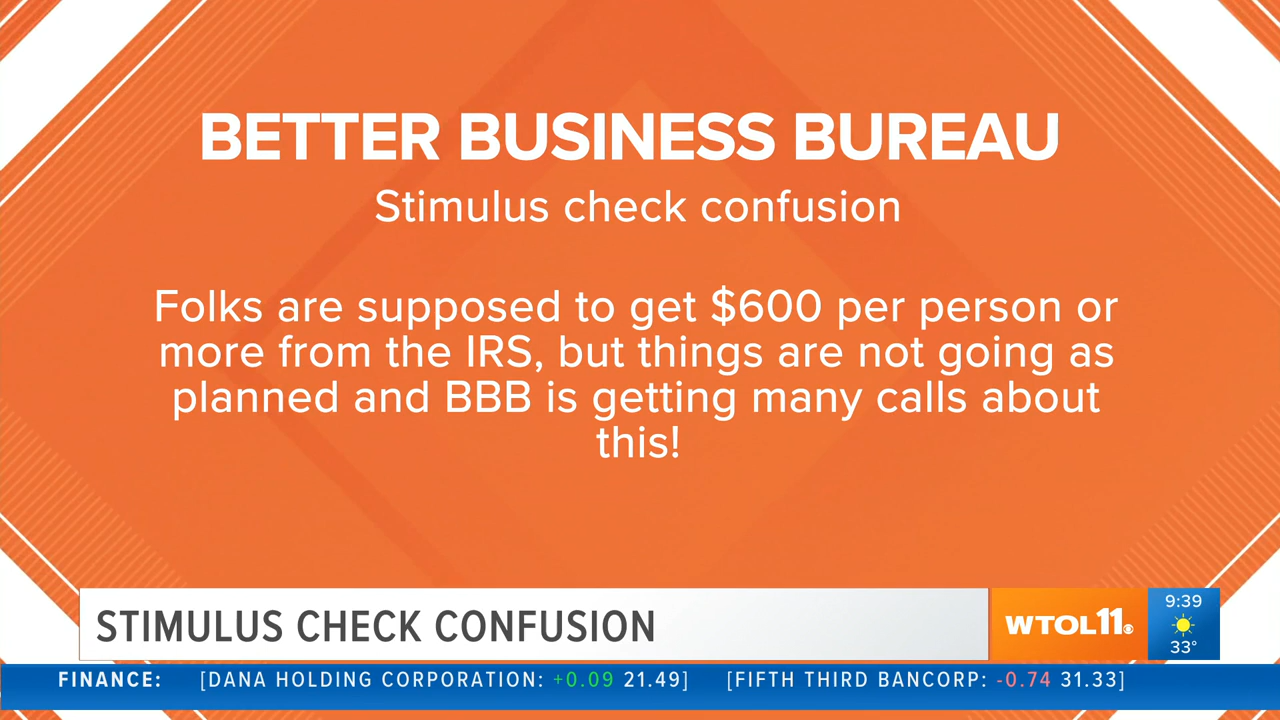 BETTER BUSINESS BUREAU
Stimulus check confusion
Folks are supposed to get $600 per person or
more from the IRS, but things are not going as
planned and BBB is getting many calls about
this!
STIMULUS CHECK CONFUSION
WTOL11
9:39
33°
FINANCE: [DANA HOLDING CORPORATION: +0.09 21.49] [FIFTH THIRD BANCORP: -0.74 31.33]